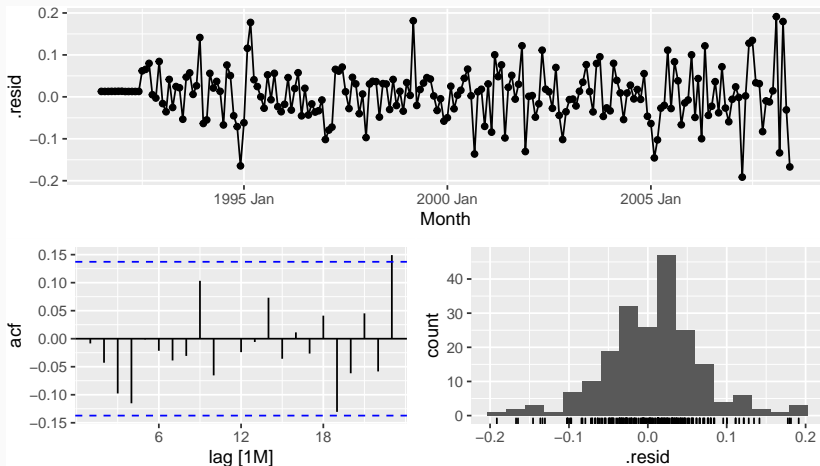 0.2
0.1
0.0
−0.1
−0.2
.resid
1995 Jan
2000 Jan
2005 Jan
Month
0.15
0.10
0.05
0.00
−0.05
−0.10
−0.15
acf
6
12
18
lag [1M]
40
30
20
10
0
count
−0.2
−0.1
0.0
0.1
0.2
.resid